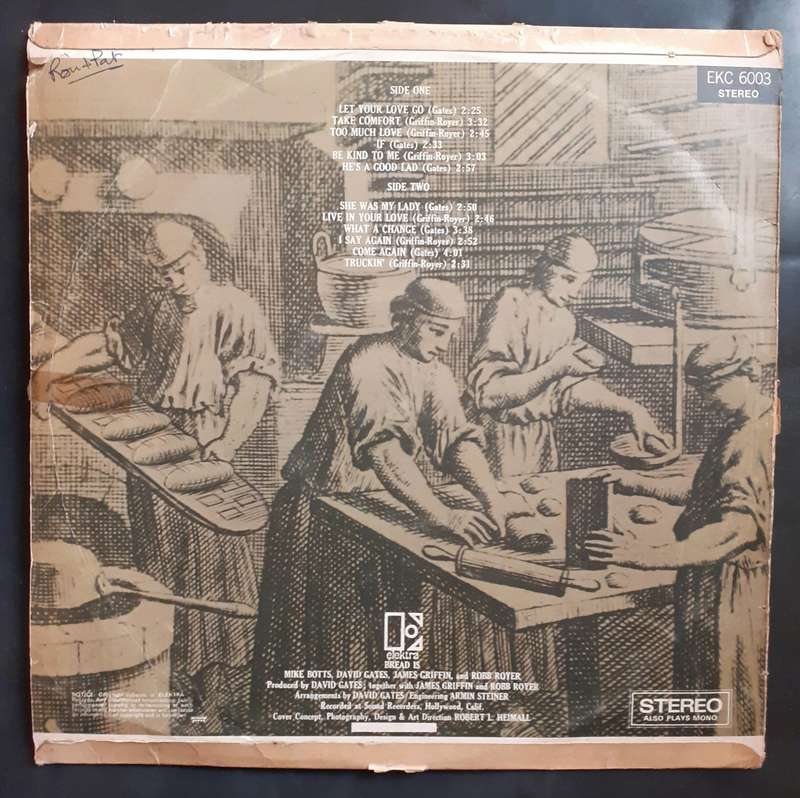 Ron + Pat
EKC 6003
STEREO
SIDE ONE
LET YOUR LOVE GO (Gates) 2:25
TAKE COMFORT (Griffin-Royer) 3:32
TOO MUCH LOVE (Griffin-Royer) 2:45
IF (Gates) 2:33
BE KIND TO ME (Griffin-Royer) 3:03
HE'S A GOOD LAD (Gates) 2:57
SIDE TWO
SHE WAS MY LADY (Gates) 2:50
LIVE IN YOUR LOVE (Griffin-Royer) 2:46
WHAT A CHANGE (Gates) 3:38
I SAY AGAIN (Griffin-Royer) 2:52
COME AGAIN (Gates) 4:01
TRUCKIN' (Griffin-Royer) 2:31
elektra
BREAD IS
MIKE BOTTS, DAVID GATES, JAMES GRIFFIN, and ROBB ROYER
Produced by DAVID GATES, together with JAMES GRIFFIN and ROBB ROYER
Arrangements by DAVID GATES/Engineering ARMIN STEINER
Recorded at Sound Recorders, Hollywood, Calif.
Cover Concept, Photography, Design & Art Direction ROBERT L. HEIMALL
NOTICE
ELEKTRA
STEREO
ALSO PLAYS MONO